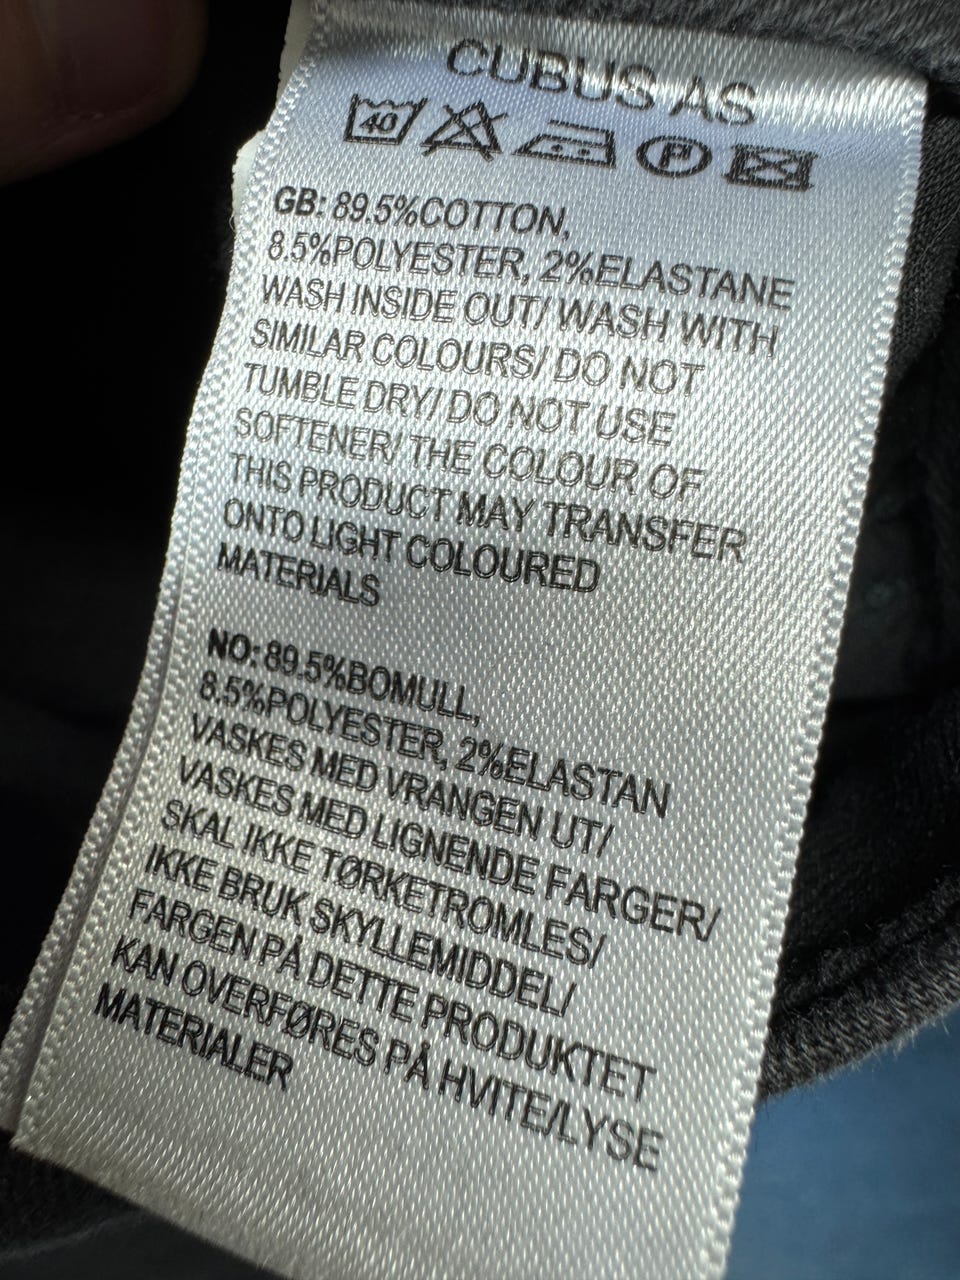 CUBUS AS
40 P
GB: 89.5%COTTON,
8.5%POLYESTER, 2%ELASTANE
WASH INSIDE OUT/ WASH WITH
SIMILAR COLOURS/ DO NOT
TUMBLE DRY/ DO NOT USE
SOFTENER/ THE COLOUR OF
THIS PRODUCT MAY TRANSFER
ONTO LIGHT COLOURED
MATERIALS
NO: 89.5%BOMULL,
8.5%POLYESTER, 2%ELASTAN
VASKES MED VRANGEN UT/
VASKES MED LIGNENDE FARGER/
SKAL IKKE TØRKETROMLES/
IKKE BRUK SKYLLEMIDDEL/
FARGEN PÅ DETTE PRODUKTET
KAN OVERFØRES PÅ HVITE/LYSE
MATERIALER